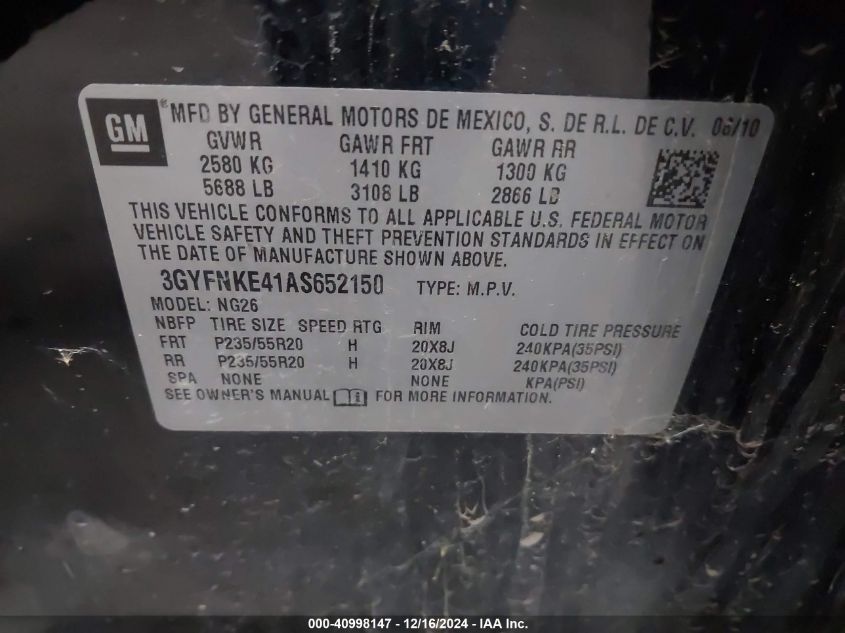 GM ® MFD BY GENERAL MOTORS DE MEXICO, S. DE R.L. DE C.V. 06/10
GVWR GAWR FRT GAWR RR
2580 KG 1410 KG 1300 KG
5688 LB 3108 LB 2866 LB
THIS VEHICLE CONFORMS TO ALL APPLICABLE U.S. FEDERAL MOTOR
VEHICLE SAFETY AND THEFT PREVENTION STANDARDS IN EFFECT ON
THE DATE OF MANUFACTURE SHOWN ABOVE.
3GYFNKE41AS652150 TYPE: M.P.V.
MODEL: NG26
NBFP TIRE SIZE SPEED RTG RIM COLD TIRE PRESSURE
FRT P235/55R20 H 20X8J 240KPA(35PSI)
RR P235/55R20 H 20X8J 240KPA(35PSI)
SPA NONE NONE KPA(PSI)
SEE OWNER'S MANUAL FOR MORE INFORMATION.
000-40998147 - 12/16/2024 - IAA Inc.